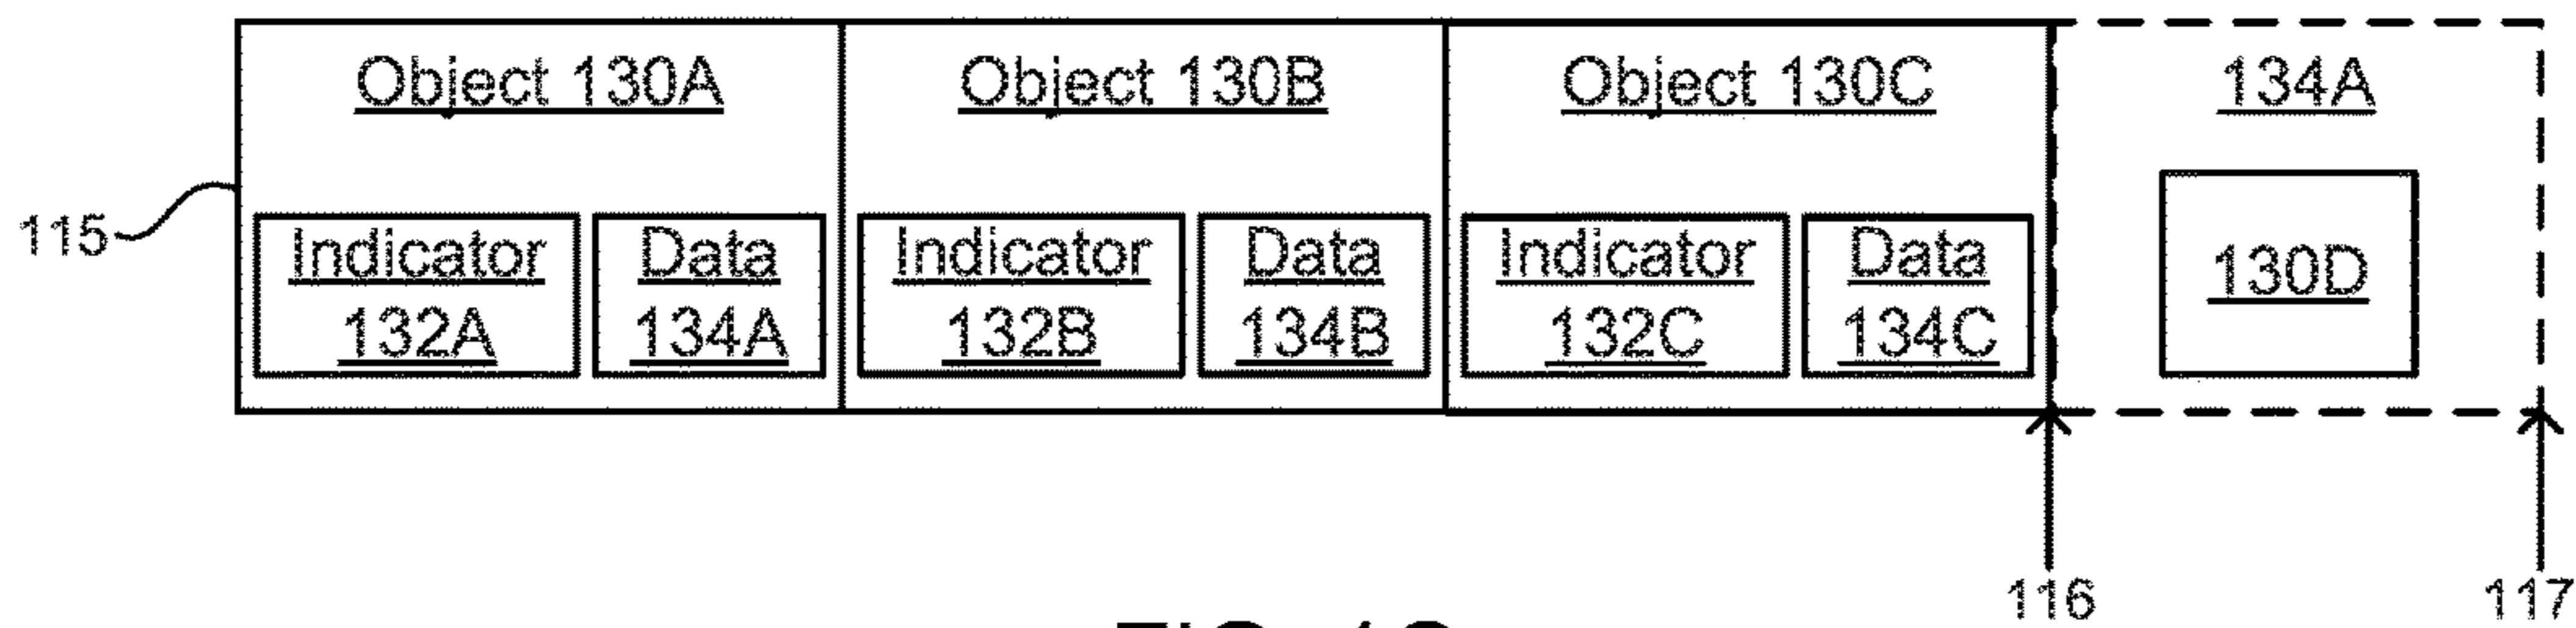 Object 130A Object 130B Object 130C 134A
115
Indicator 132A Data 134A Indicator 132B Data 134B Indicator 132C Data 134C 130D
116 117